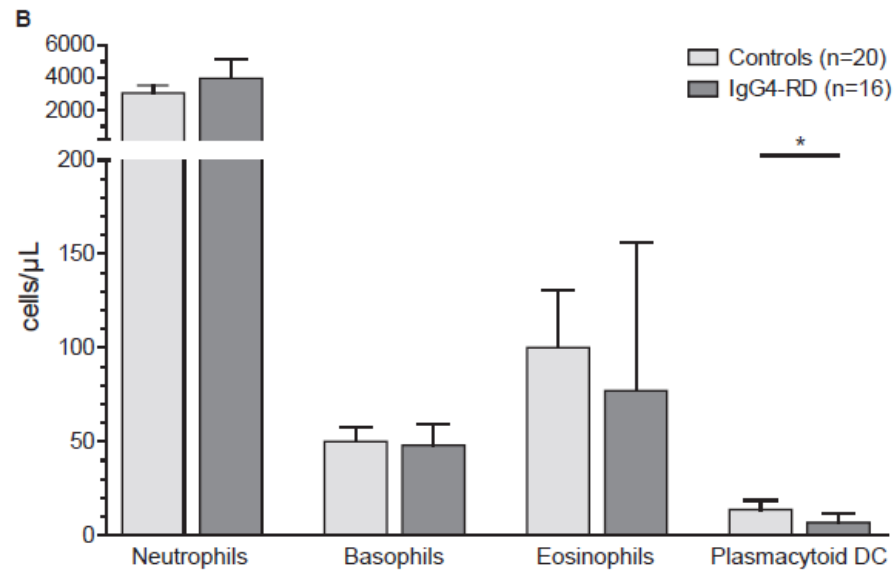 B
6000
4000
2000
200
150
100
50
0
cells/µL
Controls (n=20)
IgG4-RD (n=16)
*
Neutrophils
Basophils
Eosinophils
Plasmacytoid DC